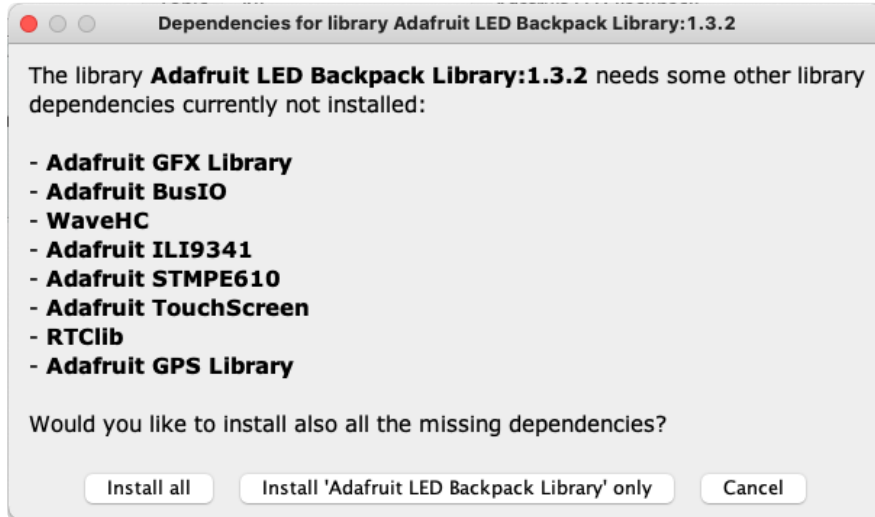 Dependencies for library Adafruit LED Backpack Library:1.3.2
The library Adafruit LED Backpack Library:1.3.2 needs some other library
dependencies currently not installed:
- Adafruit GFX Library
- Adafruit BusIO
- WaveHC
- Adafruit ILI9341
- Adafruit STMPE610
- Adafruit TouchScreen
- RTClib
- Adafruit GPS Library
Would you like to install also all the missing dependencies?
Install all
Install 'Adafruit LED Backpack Library' only
Cancel